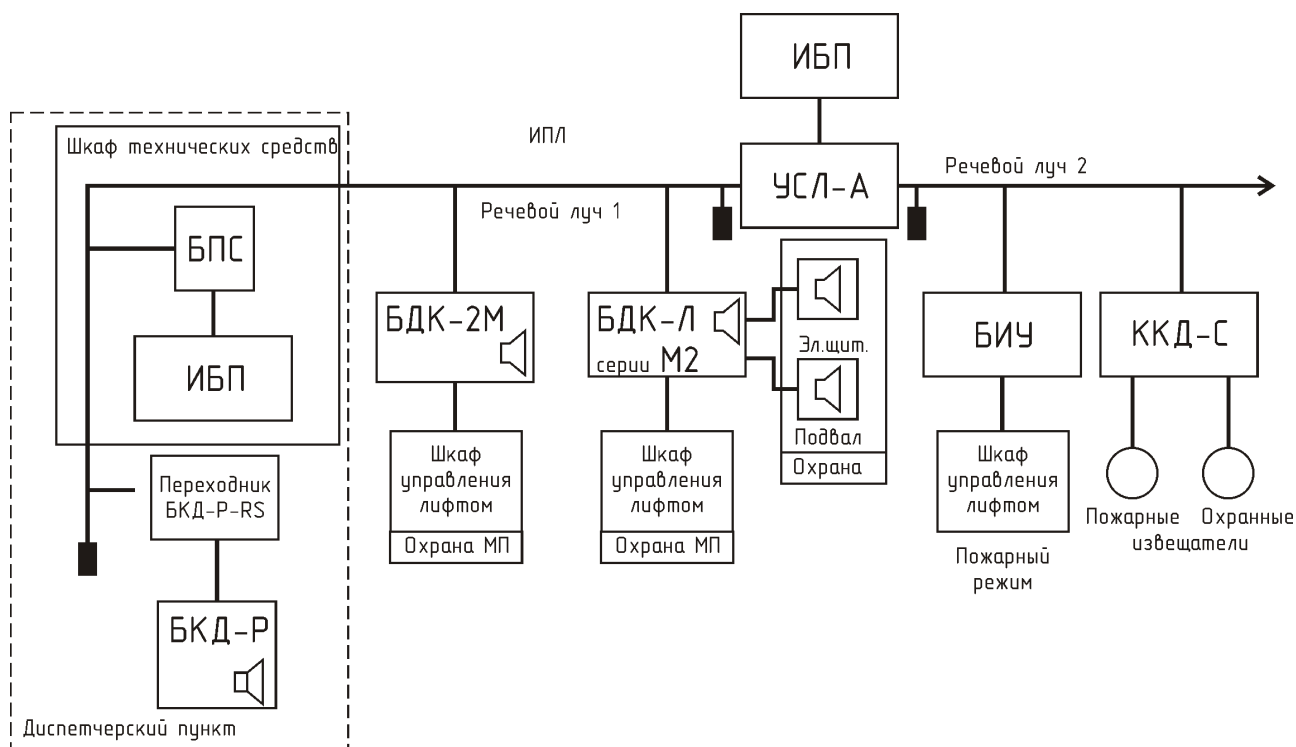 ИБП
ИПЛ
Шкаф технических средств
УСЛ-А
Речевой луч 2
Речевой луч 1
БПС
ИБП
БДК-2М
БДК-Л
серии М2
Эл.щит.
Подвал
Охрана
БИУ
ККД-С
Шкаф
управления
лифтом
Охрана МП
Шкаф
управления
лифтом
Охрана МП
Шкаф
управления
лифтом
Пожарный
режим
Пожарные
Охранные
извещатели
Переходник
БКД-Р-RS
БКД-Р
Диспетчерский пункт